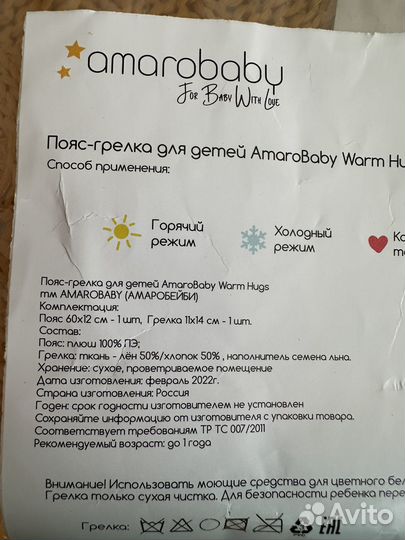 amarobaby
For Baby With Love
Пояс-грелка для детей AmaroBaby Warm Hu
Способ применения:
Горячий режим
Холодный режим
Пояс-грелка для детей AmaroBaby Warm Hugs
тм AMAROBABY (АМАРОБЕЙБИ)
Комплектация:
Пояс 60х12 см - 1 шт, Грелка 11х14 см - 1 шт.
Состав:
Пояс: плюш 100% ПЭ;
Грелка: ткань - лён 50%/хлопок 50% , наполнитель семена льна.
Хранение: сухое, проветриваемое помещение
Дата изготовления: февраль 2022г.
Страна изготовления: Россия
Годен: срок годности изготовителем не установлен
Сохраняйте информацию от изготовителя с упаковки товара.
Соответствует требованиям ТР ТС 007/2011
Рекомендуемый возраст: до 1 года
Внимание! Использовать моющие средства для цветного бел
Грелка только сухая чистка. Для безопасности ребенка пере
Грелка:
EAC
Avito